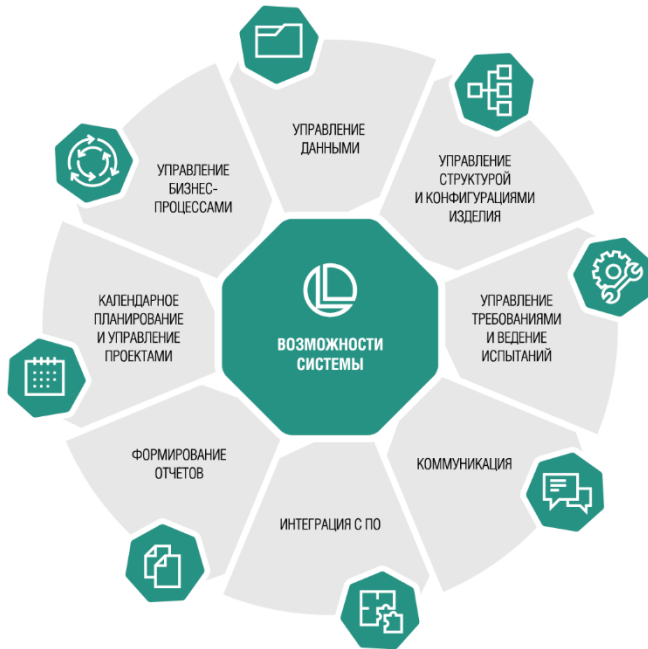 УПРАВЛЕНИЕ
ДАННЫМИ
УПРАВЛЕНИЕ
СТРУКТУРОЙ
И КОНФИГУРАЦИЯМИ
ИЗДЕЛИЯ
УПРАВЛЕНИЕ
ТРЕБОВАНИЯМИ
И ВЕДЕНИЕ
ИСПЫТАНИЙ
КОММУНИКАЦИЯ
ИНТЕГРАЦИЯ С ПО
ФОРМИРОВАНИЕ
ОТЧЕТОВ
КАЛЕНДАРНОЕ
ПЛАНИРОВАНИЕ
И УПРАВЛЕНИЕ
ПРОЕКТАМИ
УПРАВЛЕНИЕ
БИЗНЕС-
ПРОЦЕССАМИ
ВОЗМОЖНОСТИ
СИСТЕМЫ